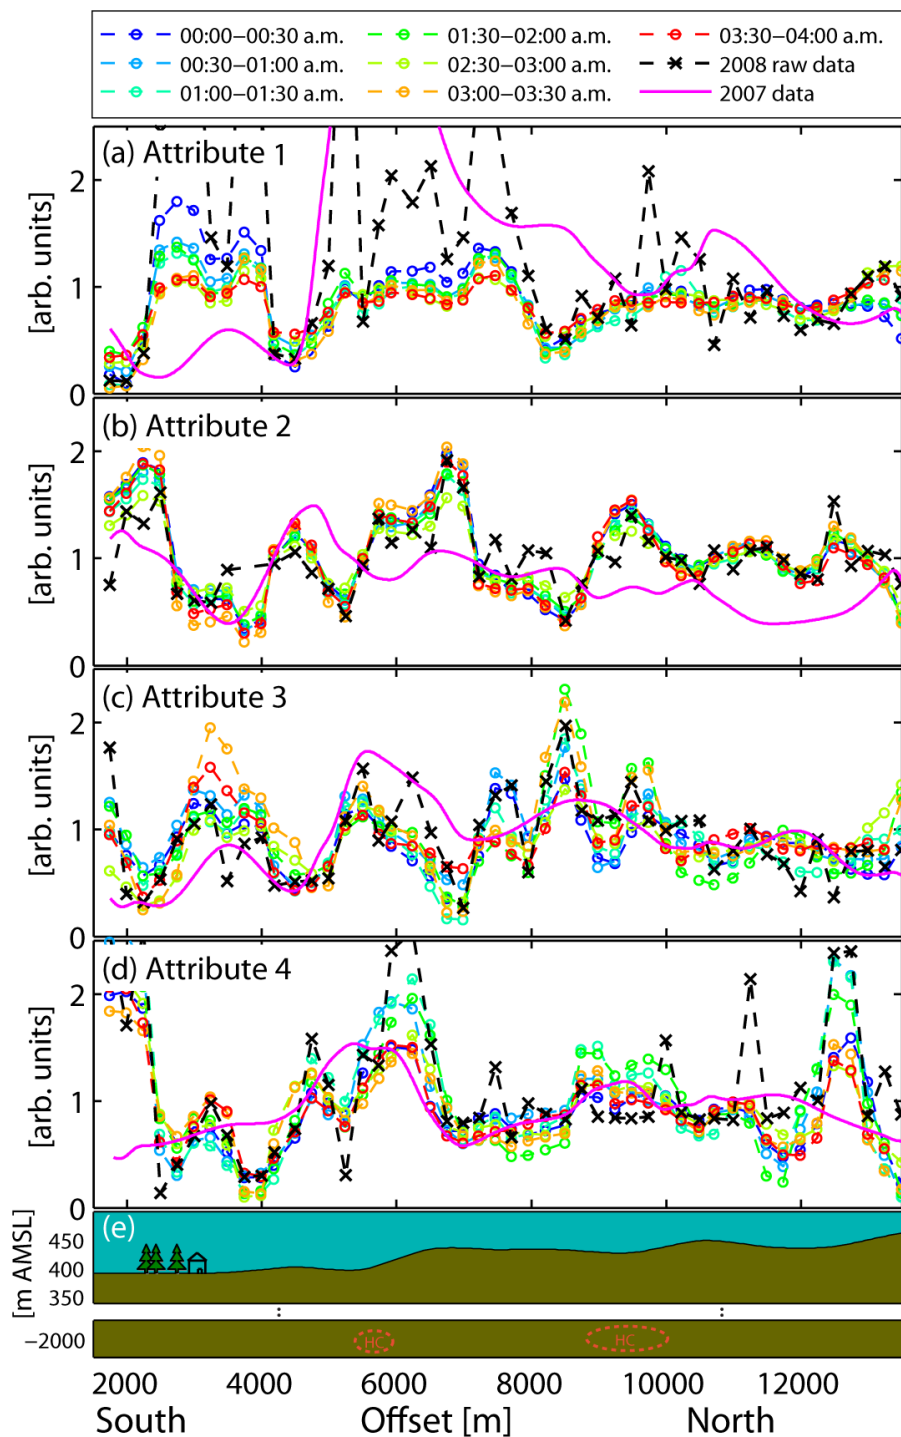 00:00−00:30 a.m.
00:30−01:00 a.m.
01:00−01:30 a.m.
01:30−02:00 a.m.
02:30−03:00 a.m.
03:00−03:30 a.m.
03:30−04:00 a.m.
2008 raw data
2007 data
(a) Attribute 1
[arb. units]
2
1
0
(b) Attribute 2
[arb. units]
2
1
0
(c) Attribute 3
[arb. units]
2
1
0
(d) Attribute 4
[arb. units]
2
1
0
(e)
[m AMSL]
450
400
350
−2000
HC
HC
2000 4000 6000 8000 10000 12000
South Offset [m] North